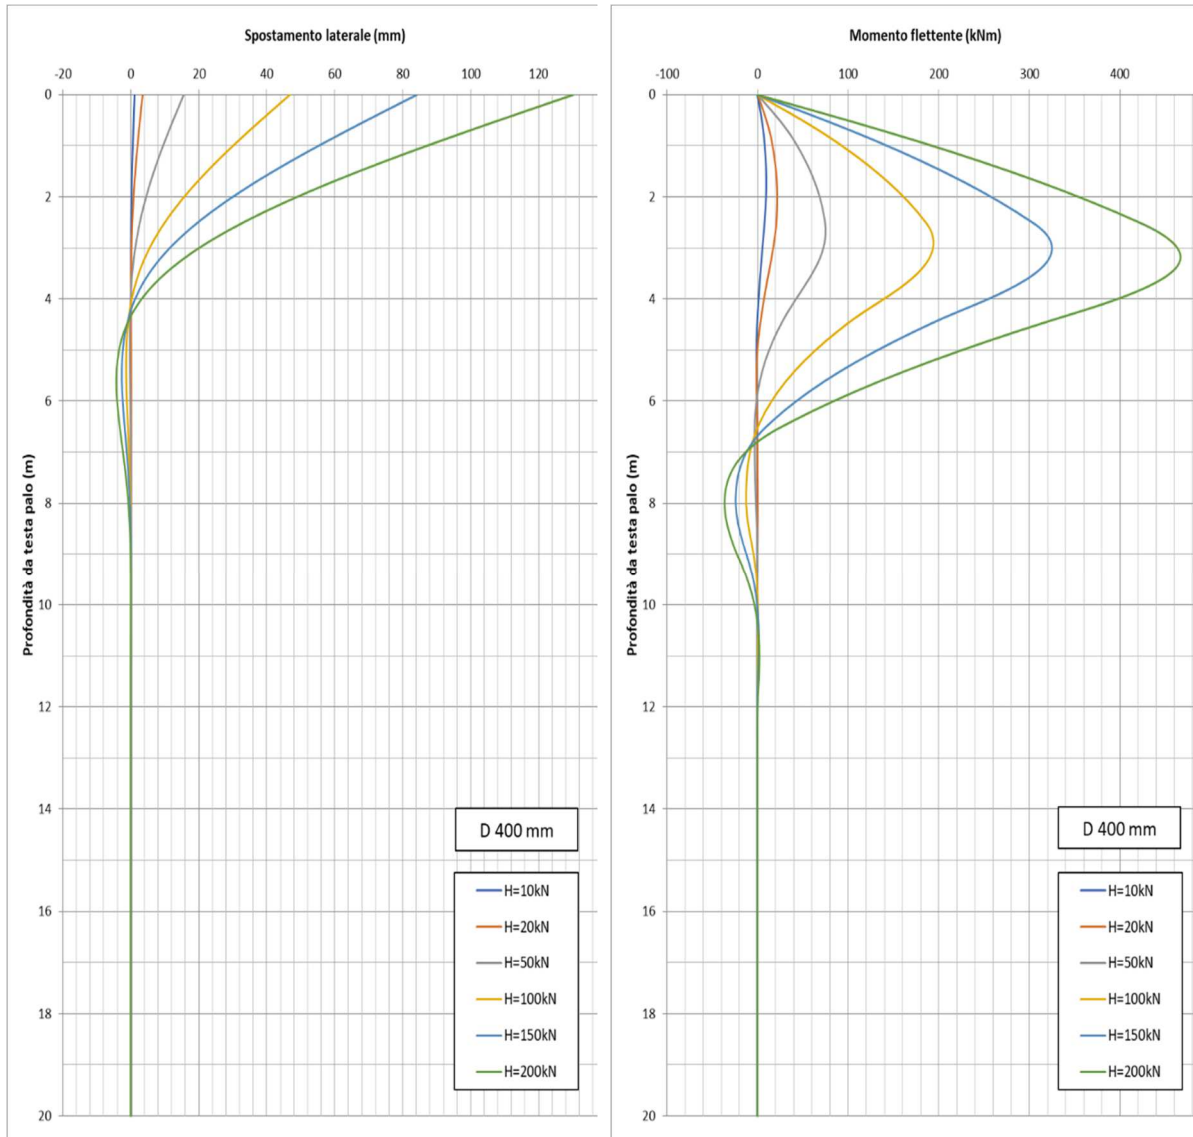 Spostamento laterale (mm)
-20 0 20 40 60 80 100 120
0
2
4
6
8
10
12
14
16
18
20
Profondità da testa palo (m)
D 400 mm
H=10kN
H=20kN
H=50kN
H=100kN
H=150kN
H=200kN
Momento flettente (kNm)
-100 0 100 200 300 400
0
2
4
6
8
10
12
14
16
18
20
Profondità da testa palo (m)
D 400 mm
H=10kN
H=20kN
H=50kN
H=100kN
H=150kN
H=200kN